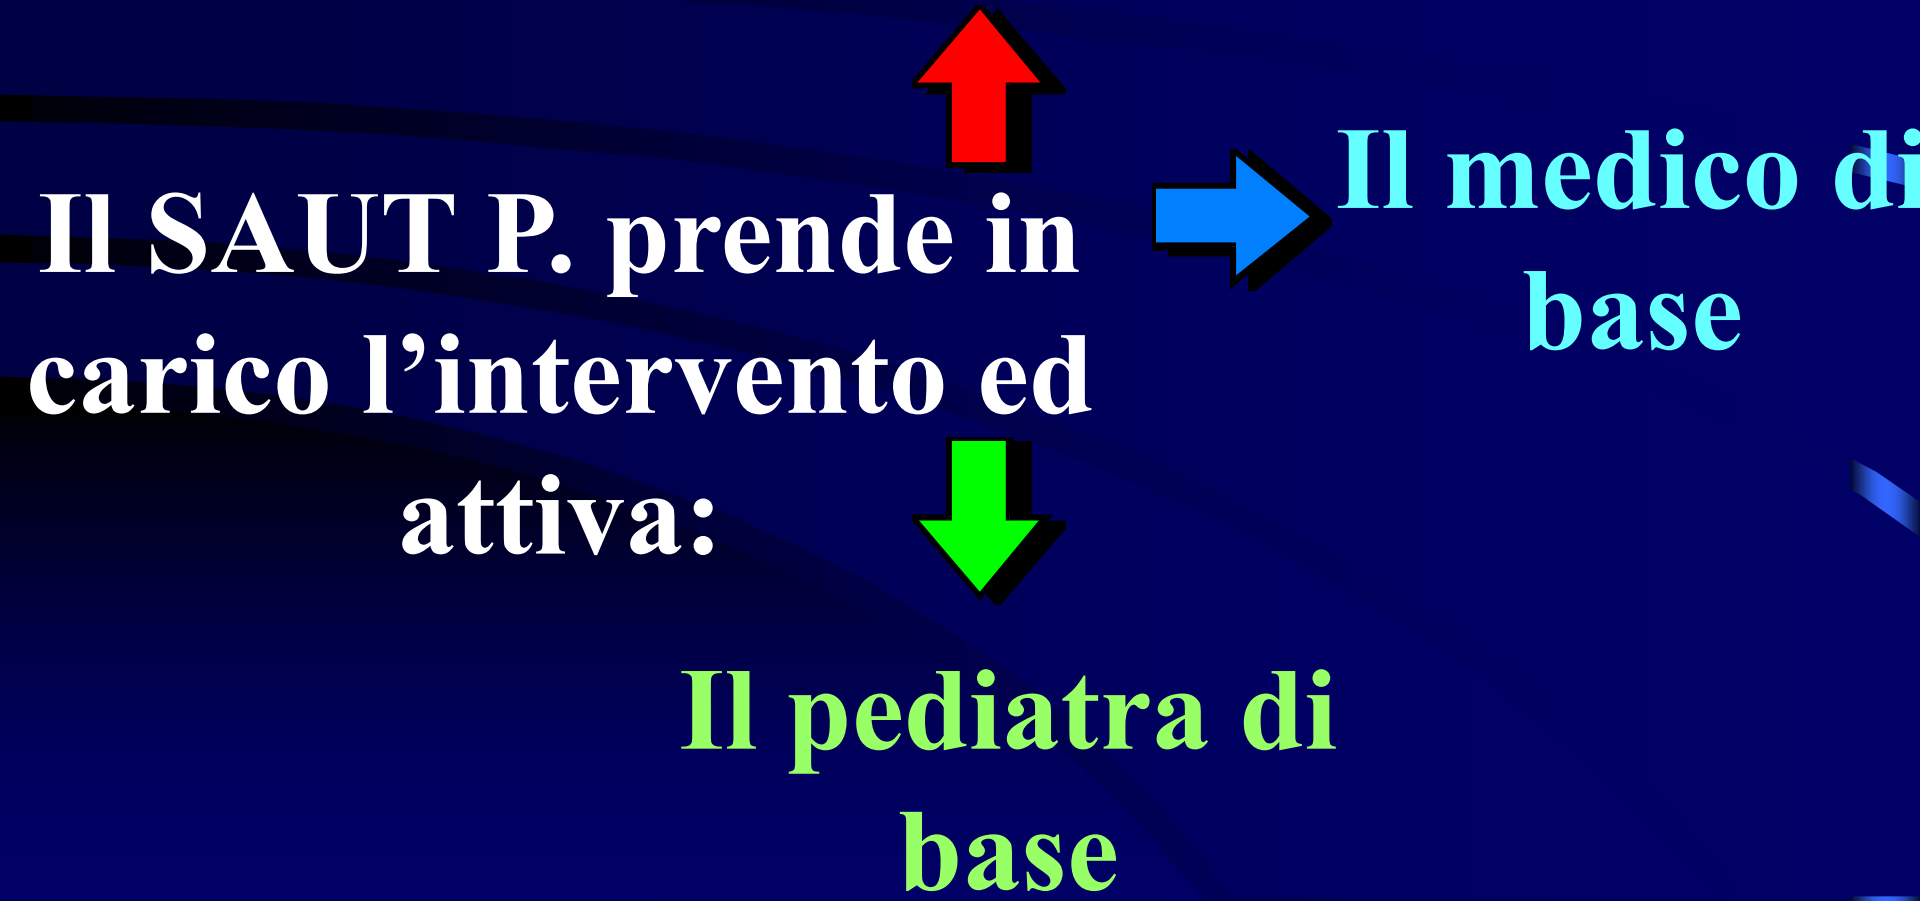 Il SAUT P. prende in
carico l’intervento ed
attiva:
Il medico di
base
Il pediatra di
base